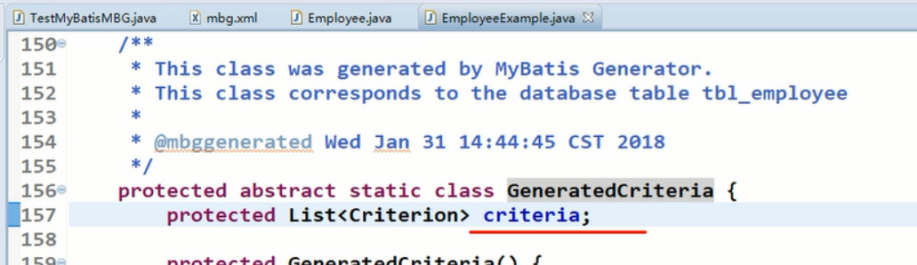 TestMyBatisMBG.java mbg.xml Employee.java EmployeeExample.java
150 /**
151 * This class was generated by MyBatis Generator.
152 * This class corresponds to the database table tbl_employee
153 *
154 * @mbggenerated Wed Jan 31 14:44:45 CST 2018
155 */
156 protected abstract static class GeneratedCriteria {
157 protected List<Criterion> criteria;
158
159 protected GeneratedCriteria() {